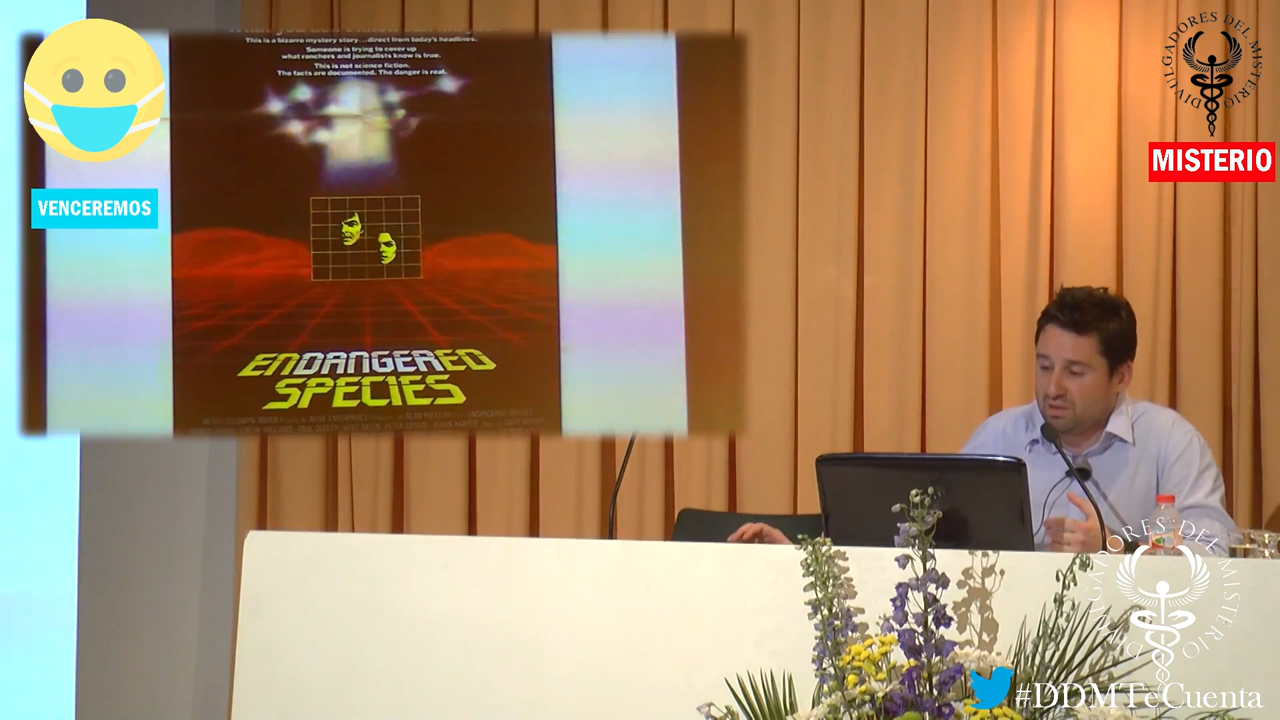 This is a bizarre mystery story...direct from today's headlines.
Someone is trying to cover up
what ranchers and journalists know is true.
This is not science fiction.
The facts are documented. The danger is real.
ENDANGERED
SPECIES
VENCEREMOS
DIVULGADORES DEL MISTERIO
MISTERIO
DIVULGADORES DEL MISTERIO
#DDMTeCuenta